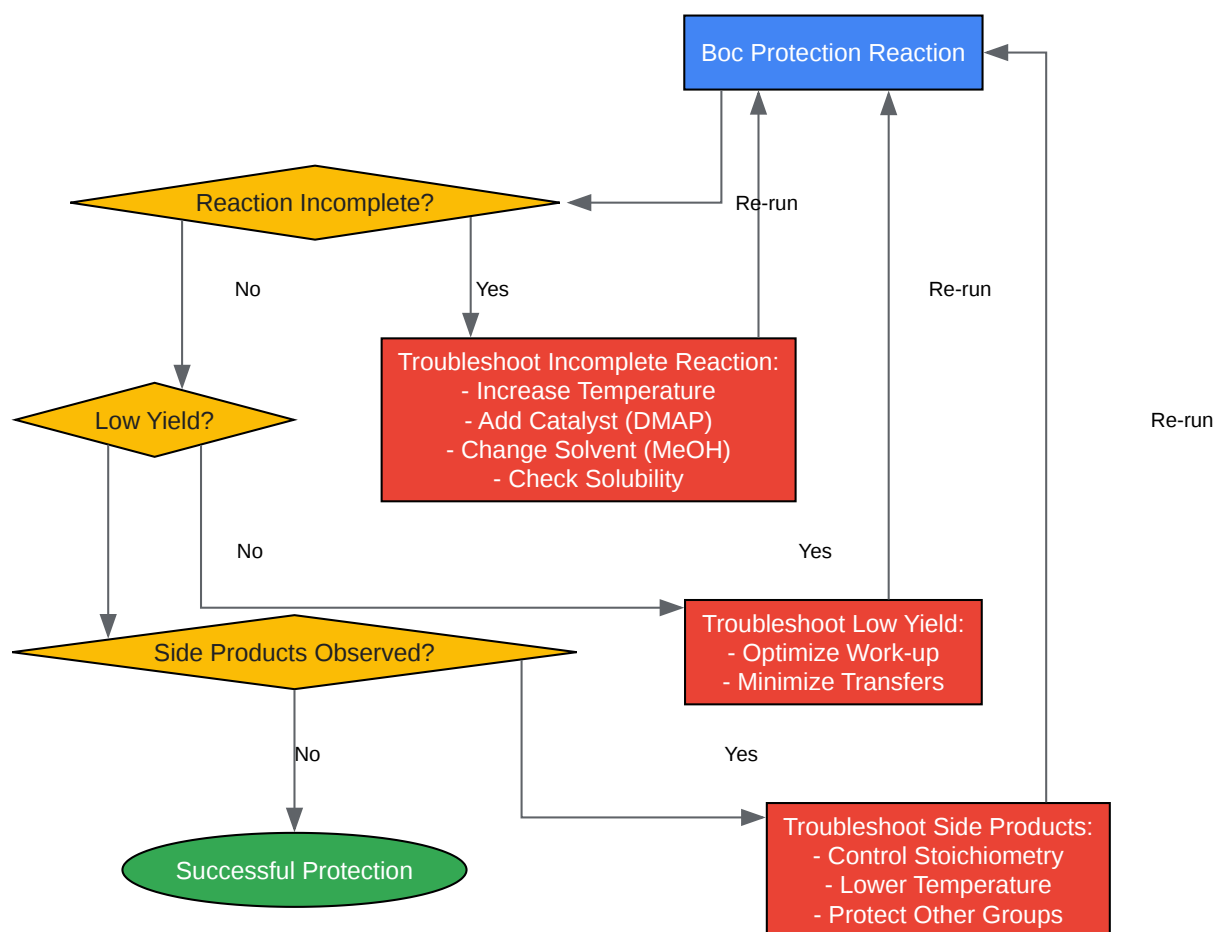 Boc Protection Reaction
Reaction Incomplete?
Re-run
No
Yes
Re-run
Troubleshoot Incomplete Reaction:
- Increase Temperature
- Add Catalyst (DMAP)
- Change Solvent (MeOH)
- Check Solubility
Low Yield?
Re-run
No
Yes
Troubleshoot Low Yield:
- Optimize Work-up
- Minimize Transfers
Side Products Observed?
No
Yes
Troubleshoot Side Products:
- Control Stoichiometry
- Lower Temperature
- Protect Other Groups
Successful Protection